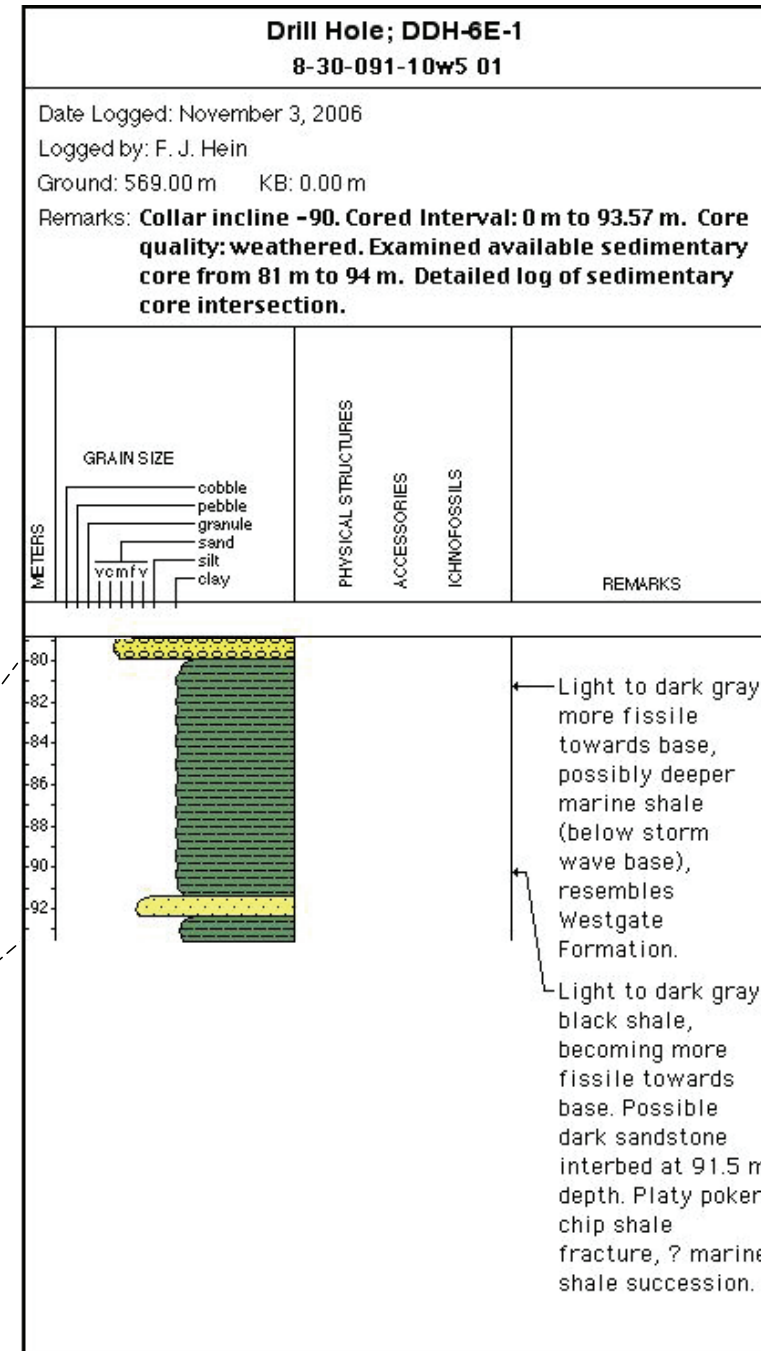 Drill Hole; DDH-6E-1
8-30-091-10w5 01
Date Logged: November 3, 2006
Logged by: F. J. Hein
Ground: 569.00 m KB: 0.00 m
Remarks: Collar incline -90. Cored Interval: 0 m to 93.57 m. Core
quality: weathered. Examined available sedimentary
core from 81 m to 94 m. Detailed log of sedimentary
core intersection.
METERS
GRAIN SIZE
cobble
pebble
granule
sand
silt
clay
vcmfv
PHYSICAL STRUCTURES
ACCESSORIES
ICHNOFOSSILS
REMARKS
80
82
84
86
88
90
92
Light to dark gray
more fissile
towards base,
possibly deeper
marine shale
(below storm
wave base),
resembles
Westgate
Formation.
Light to dark gray
black shale,
becoming more
fissile towards
base. Possible
dark sandstone
interbed at 91.5 m
depth. Platy poker
chip shale
fracture, ? marine
shale succession.